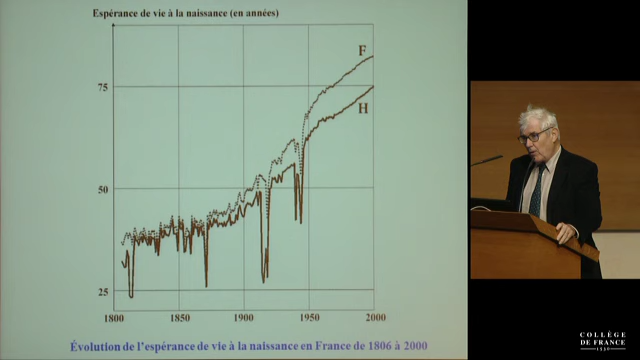 Espérance de vie à la naissance (en années)
F
H
75
50
25
1800
1850
1900
1950
2000
Évolution de l'espérance de vie à la naissance en France de 1806 à 2000
COLLÈGE
DE FRANCE
1530